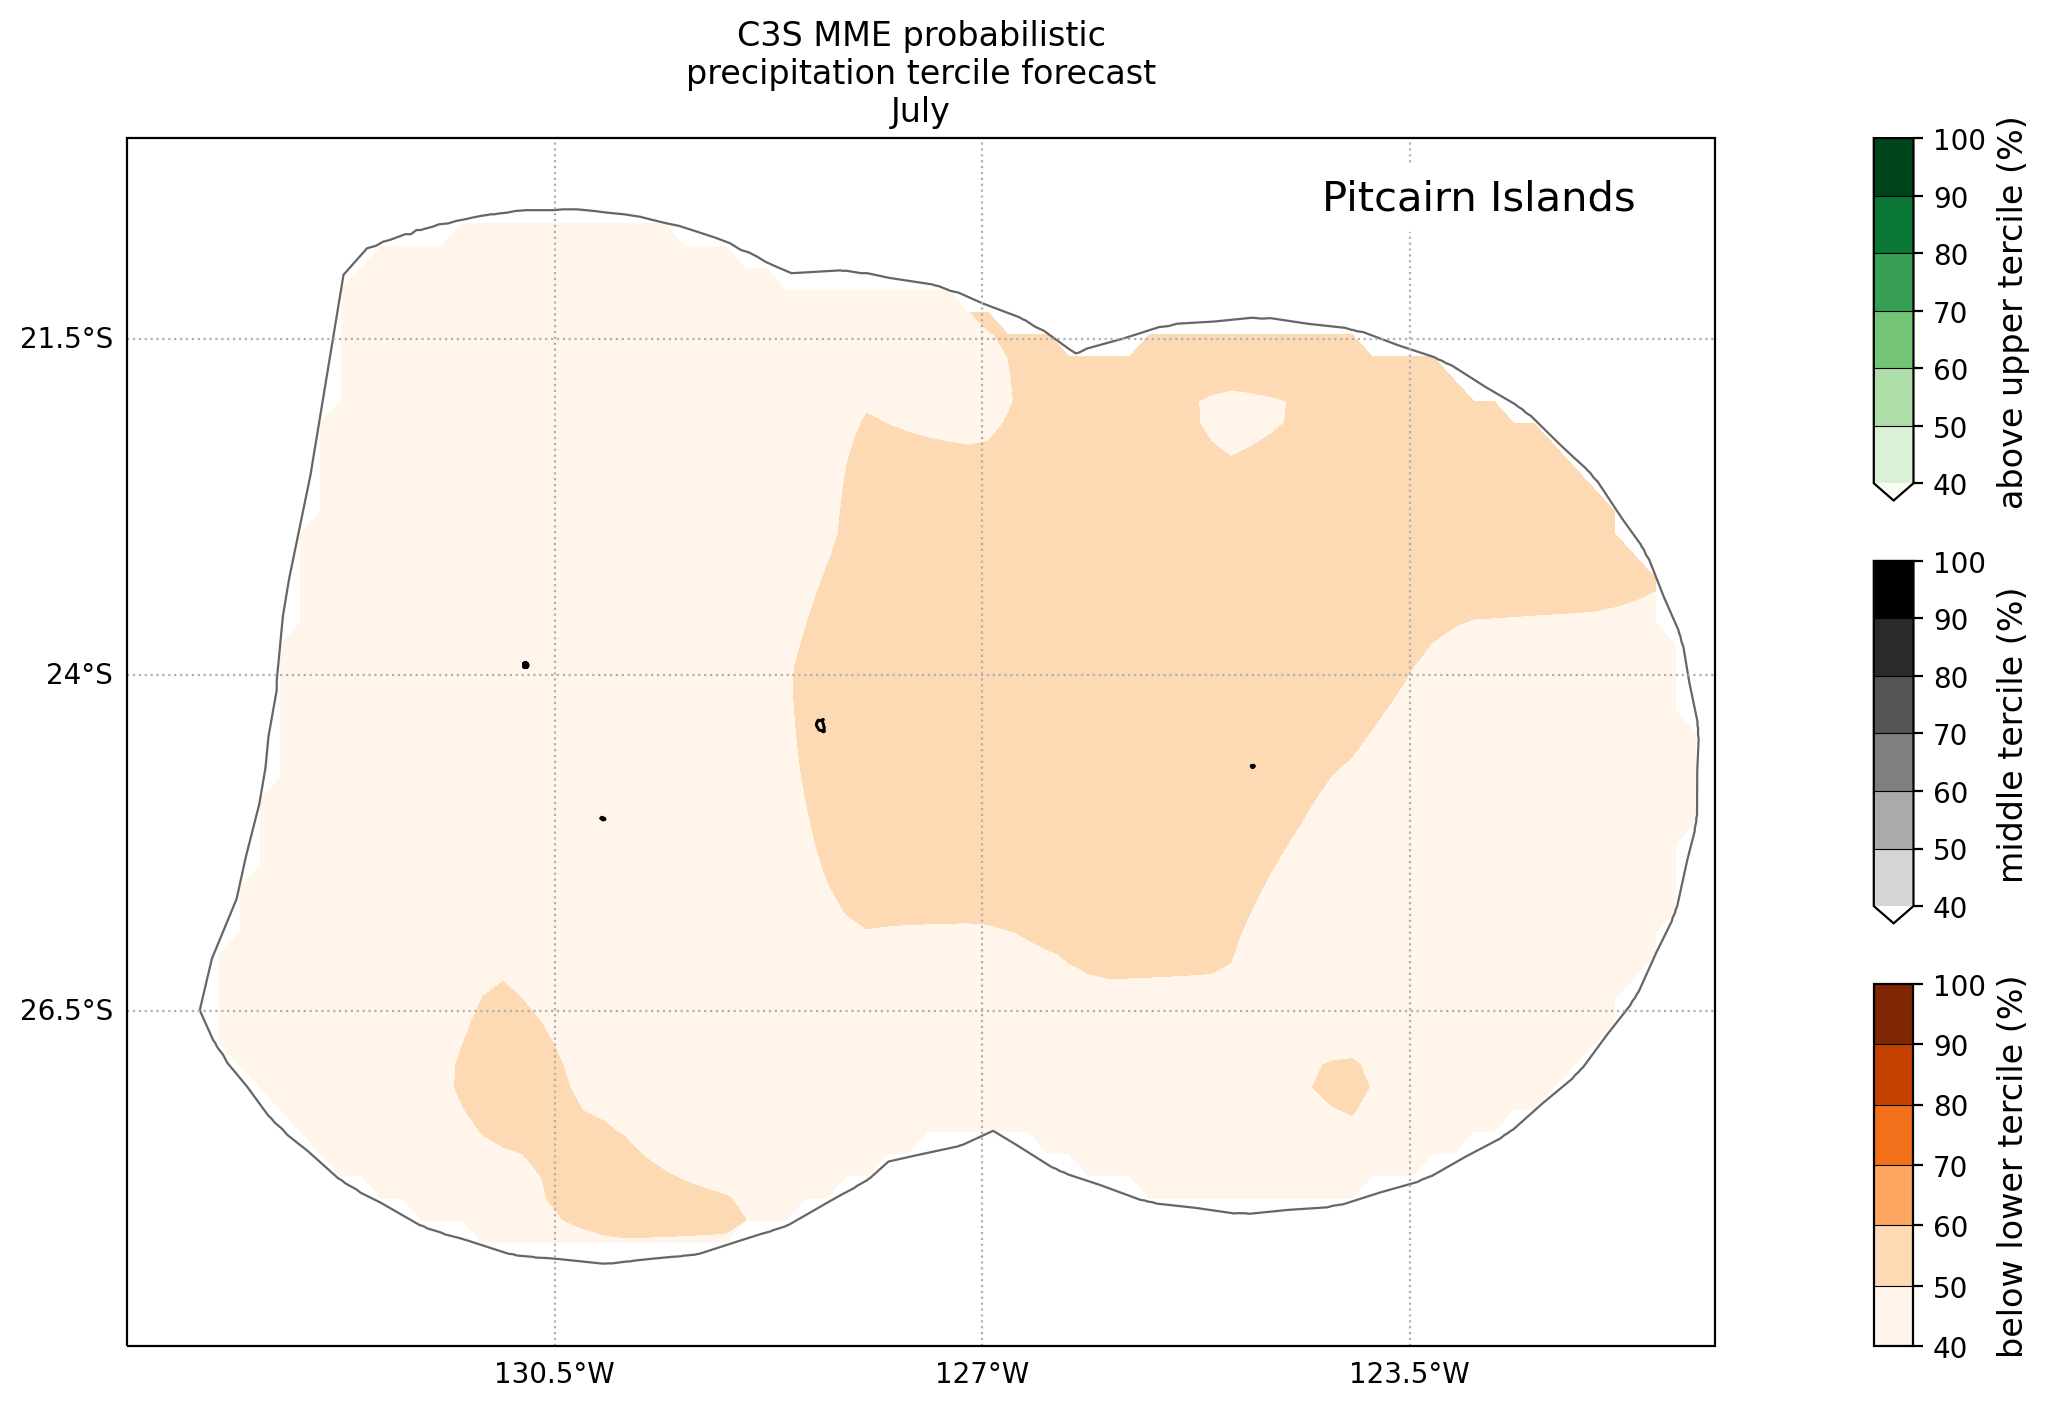 C3S MME probabilistic
precipitation tercile forecast
July
Pitcairn Islands
21.5°S
24°S
26.5°S
130.5°W
127°W
123.5°W
100
90
80
70
60
50
40
above upper tercile (%)
100
90
80
70
60
50
40
middle tercile (%)
100
90
80
70
60
50
40
below lower tercile (%)